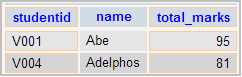 studentid name total_marks
V001 Abe 95
V004 Adelphos 81